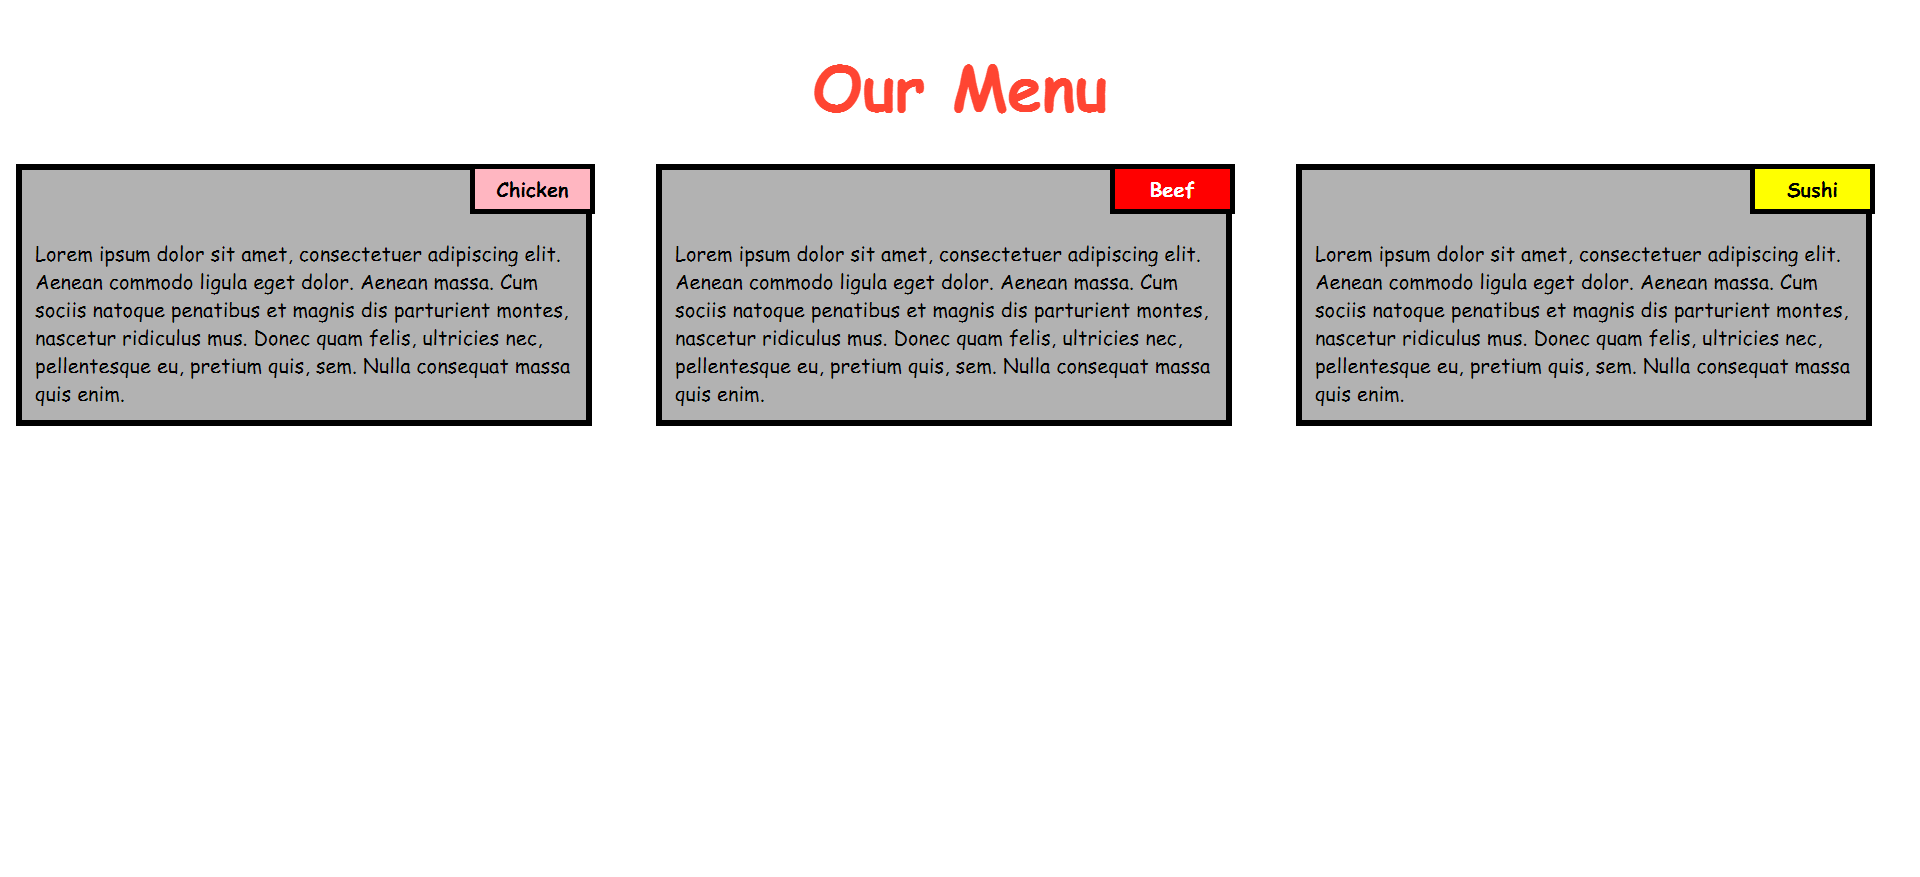 Our Menu
Chicken
Lorem ipsum dolor sit amet, consectetuer adipiscing elit.
Aenean commodo ligula eget dolor. Aenean massa. Cum
sociis natoque penatibus et magnis dis parturient montes,
nascetur ridiculus mus. Donec quam felis, ultricies nec,
pellentesque eu, pretium quis, sem. Nulla consequat massa
quis enim.
Beef
Lorem ipsum dolor sit amet, consectetuer adipiscing elit.
Aenean commodo ligula eget dolor. Aenean massa. Cum
sociis natoque penatibus et magnis dis parturient montes,
nascetur ridiculus mus. Donec quam felis, ultricies nec,
pellentesque eu, pretium quis, sem. Nulla consequat massa
quis enim.
Sushi
Lorem ipsum dolor sit amet, consectetuer adipiscing elit.
Aenean commodo ligula eget dolor. Aenean massa. Cum
sociis natoque penatibus et magnis dis parturient montes,
nascetur ridiculus mus. Donec quam felis, ultricies nec,
pellentesque eu, pretium quis, sem. Nulla consequat massa
quis enim.